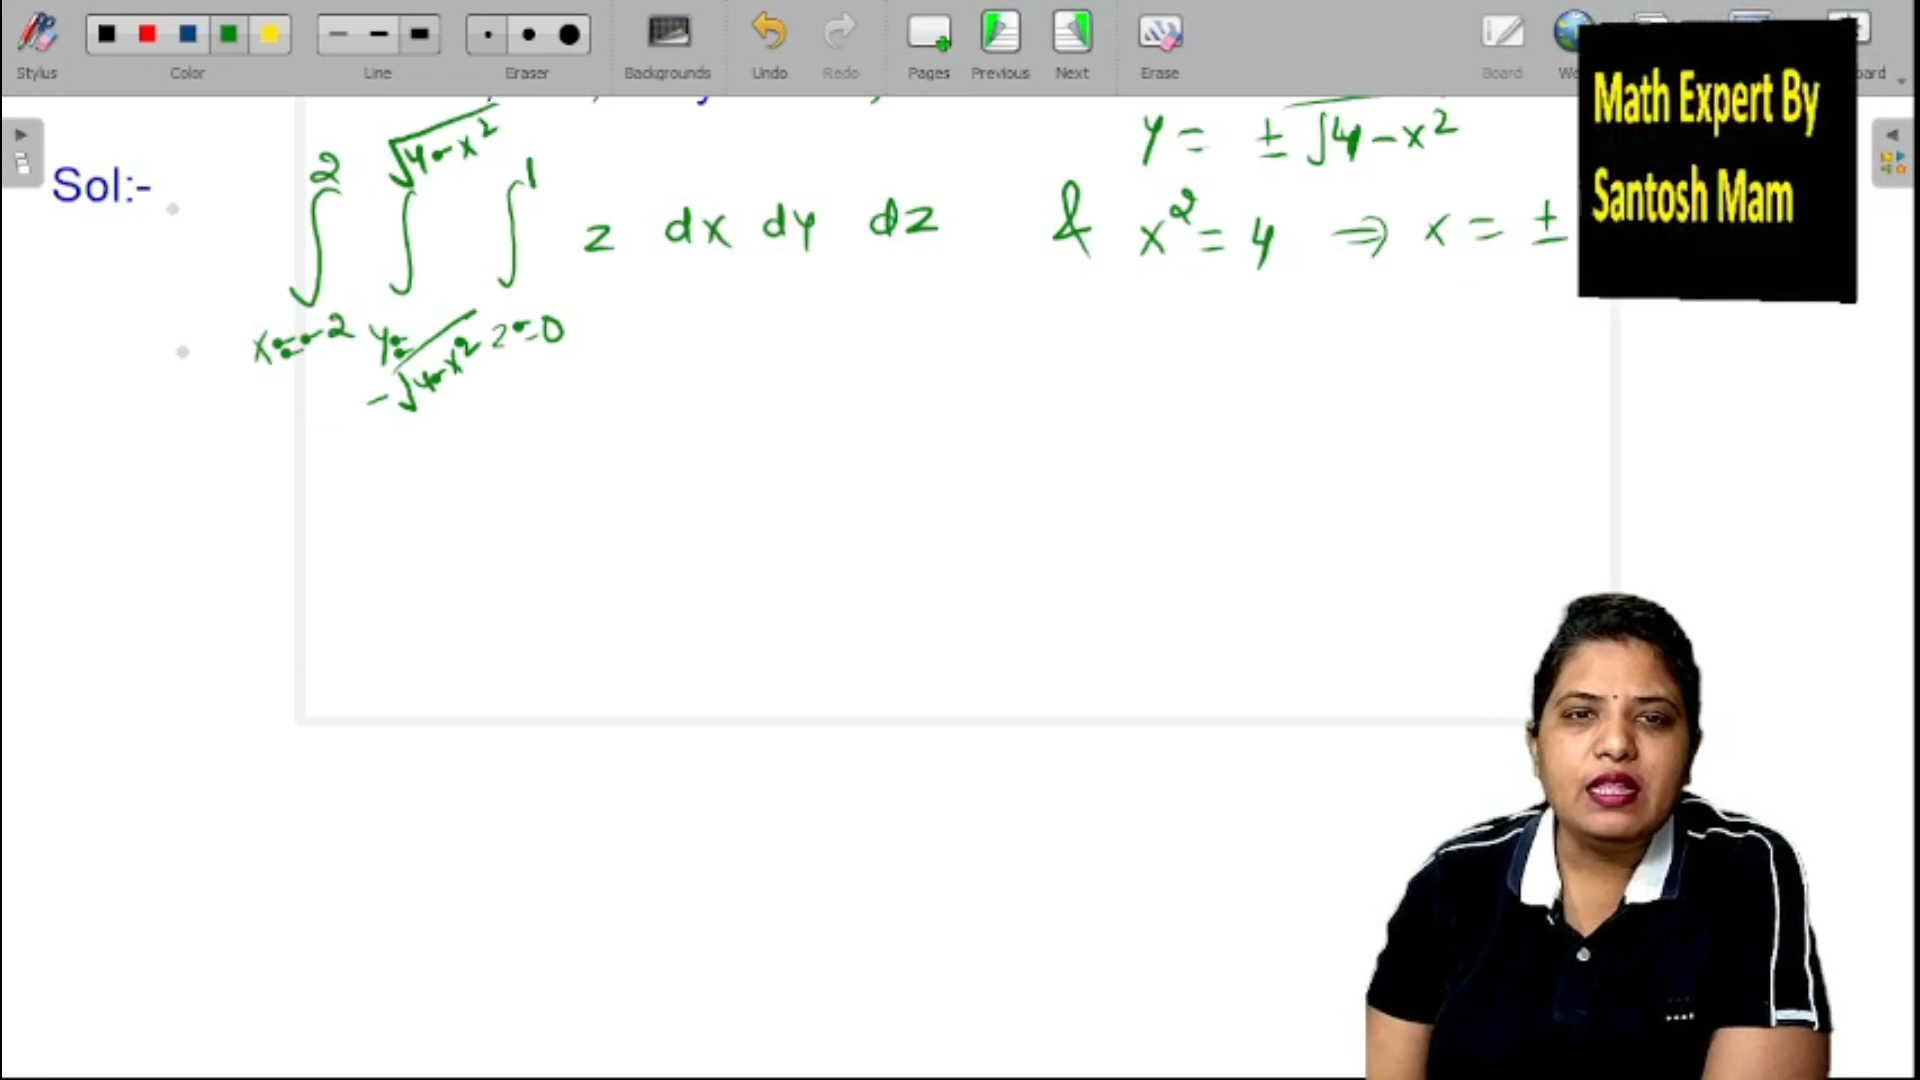 Stylus
Color
Line
Eraser
Backgrounds
Undo
Redo
Pages
Previous
Next
Erase
Board
Math Expert By
Santosh Mam
Sol:-
2 √4-x² 1
∫ ∫ ∫ z dx dy dz
x=-2 y= -√4-x² z=0
y = ± √4-x²
& x² = 4 ⇒ x = ±